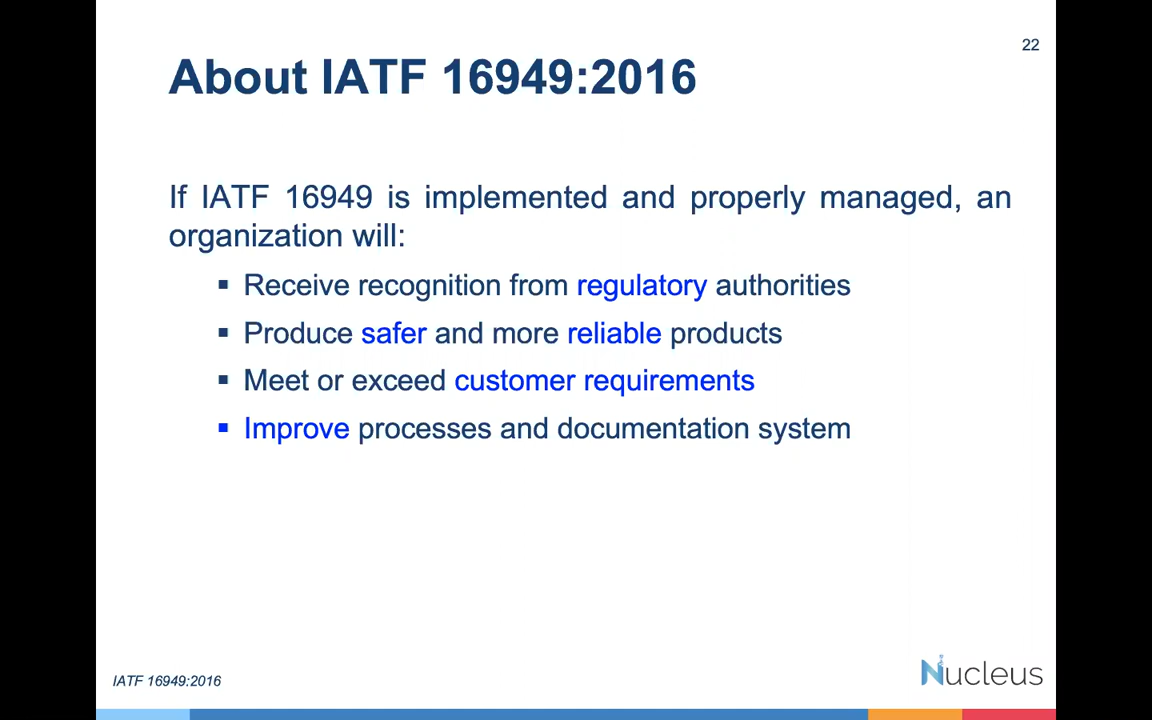 22
About IATF 16949:2016
If IATF 16949 is implemented and properly managed, an
organization will:
▪ Receive recognition from regulatory authorities
▪ Produce safer and more reliable products
▪ Meet or exceed customer requirements
▪ Improve processes and documentation system
IATF 16949:2016
Nucleus